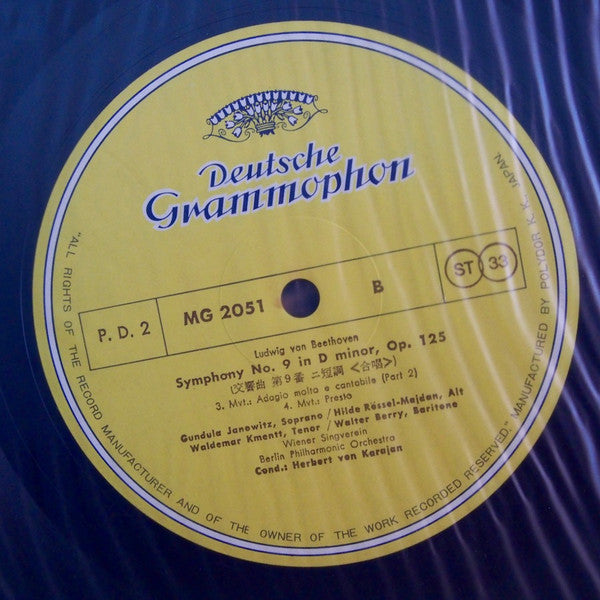 Deutsche
Grammophon
P. D. 2
MG 2051
B
ST 33
Ludwig van Beethoven
Symphony No. 9 in D minor, Op. 125
(交響曲 第9番 ニ短調 <合唱>)
3. Mvt.: Adagio molto e cantabile (Part 2)
4. Mvt.: Presto
Gundula Janowitz, Soprano / Hilde Rössel-Majdan, Alt
Waldemar Kmentt, Tenor / Walter Berry, Baritone
Wiener Singverein
Berlin Philharmonic Orchestra
Cond.: Herbert von Karajan
"ALL RIGHTS OF THE RECORD MANUFACTURER AND OF THE OWNER OF THE WORK RECORDED RESERVED." MANUFACTURED BY POLYDOR K. K. JAPAN.